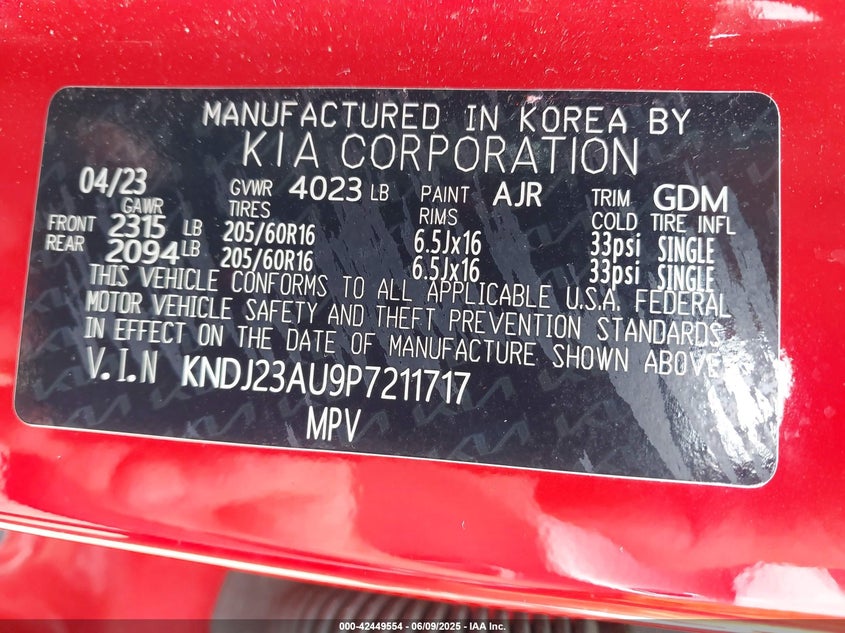 MANUFACTURED IN KOREA BY
KIA CORPORATION
04/23 GVWR 4023 LB PAINT AJR TRIM GDM
GAWR TIRES RIMS COLD TIRE INFL
FRONT 2315 LB 205/60R16 6.5Jx16 33psi SINGLE
REAR 2094 LB 205/60R16 6.5Jx16 33psi SINGLE
THIS VEHICLE CONFORMS TO ALL APPLICABLE U.S.A. FEDERAL
MOTOR VEHICLE SAFETY AND THEFT PREVENTION STANDARDS
IN EFFECT ON THE DATE OF MANUFACTURE SHOWN ABOVE
V.I.N KNDJ23AU9P7211717
MPV
000-42449554 - 06/09/2025 - IAA Inc.